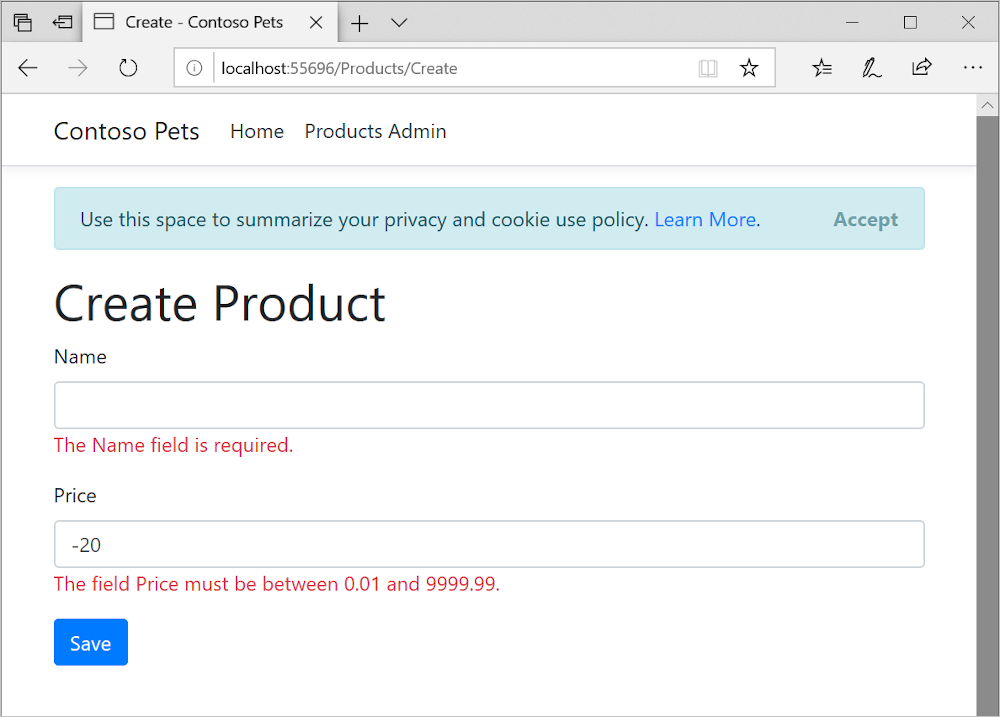 Create - Contoso Pets
localhost:55696/Products/Create
Contoso Pets Home Products Admin
Use this space to summarize your privacy and cookie use policy. Learn More. Accept
Create Product
Name
The Name field is required.
Price
-20
The field Price must be between 0.01 and 9999.99.
Save